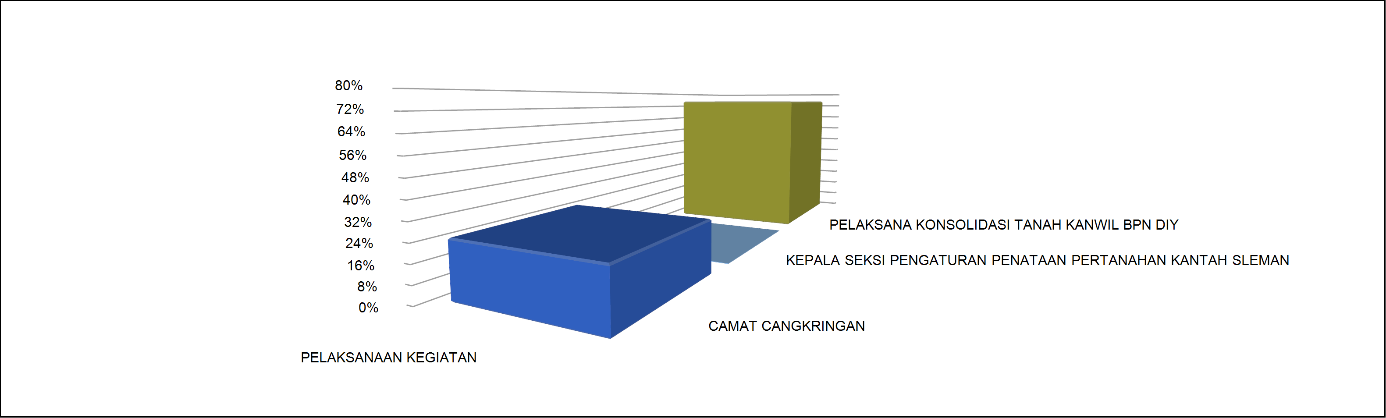 80%
72%
64%
56%
48%
40%
32%
24%
16%
8%
0%
PELAKSANA KONSOLIDASI TANAH KANWIL BPN DIY
KEPALA SEKSI PENGATURAN PENATAAN PERTANAHAN KANTAH SLEMAN
CAMAT CANGKRINGAN
PELAKSANAAN KEGIATAN